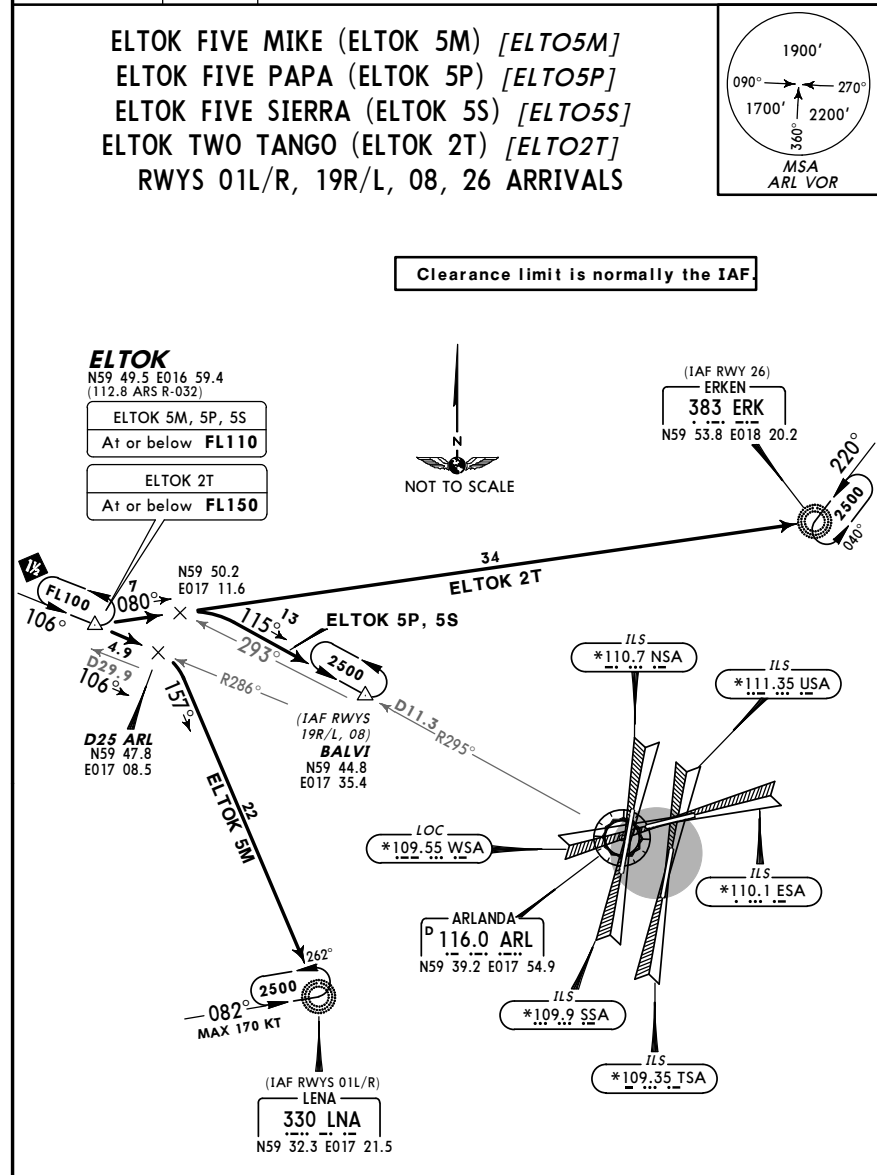 ELTOK FIVE MIKE (ELTOK 5M) [ELTO5M]
ELTOK FIVE PAPA (ELTOK 5P) [ELTO5P]
ELTOK FIVE SIERRA (ELTOK 5S) [ELTO5S]
ELTOK TWO TANGO (ELTOK 2T) [ELTO2T]
RWYS 01L/R, 19R/L, 08, 26 ARRIVALS
1900'
090° 270°
1700' 2200'
360°
MSA
ARL VOR
Clearance limit is normally the IAF.
ELTOK
N59 49.5 E016 59.4
(112.8 ARS R-032)
ELTOK 5M, 5P, 5S
At or below FL110
ELTOK 2T
At or below FL150
N
NOT TO SCALE
(IAF RWY 26)
ERKEN
383 ERK
N59 53.8 E018 20.2
220°
2500
040°
34
ELTOK 2T
1½
FL100
106°
7
080°
N59 50.2
E017 11.6
115°
13
ELTOK 5P, 5S
293°
2500
4.9
D29.9
106°
R286°
157°
D25 ARL
N59 47.8
E017 08.5
(IAF RWYS
19R/L, 08)
BALVI
N59 44.8
E017 35.4
D11.3
R295°
22
ELTOK 5M
ILS
*110.7 NSA
ILS
*111.35 USA
LOC
*109.55 WSA
ILS
*110.1 ESA
ARLANDA
D 116.0 ARL
N59 39.2 E017 54.9
ILS
*109.9 SSA
ILS
*109.35 TSA
262°
2500
082°
MAX 170 KT
(IAF RWYS 01L/R)
LENA
330 LNA
N59 32.3 E017 21.5